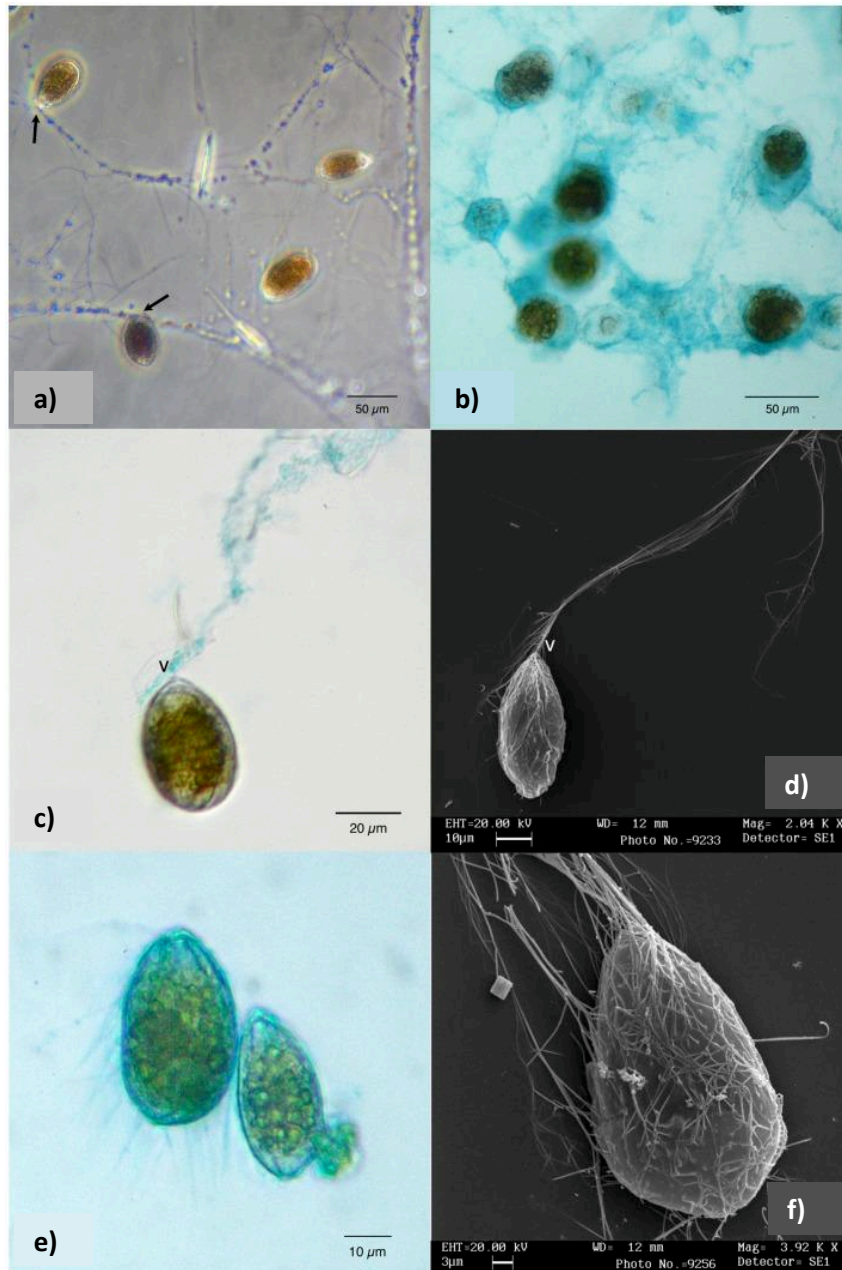 a)
50 µm
b)
50 µm
v
c)
20 µm
v
d)
EHT=20.00 kV WD= 12 mm Mag= 2.04 K X
10µm Photo No.=9233 Detector= SE1
e)
10 µm
f)
EHT=20.00 kV WD= 12 mm Mag= 3.92 K X
3µm Photo No.=9256 Detector= SE1